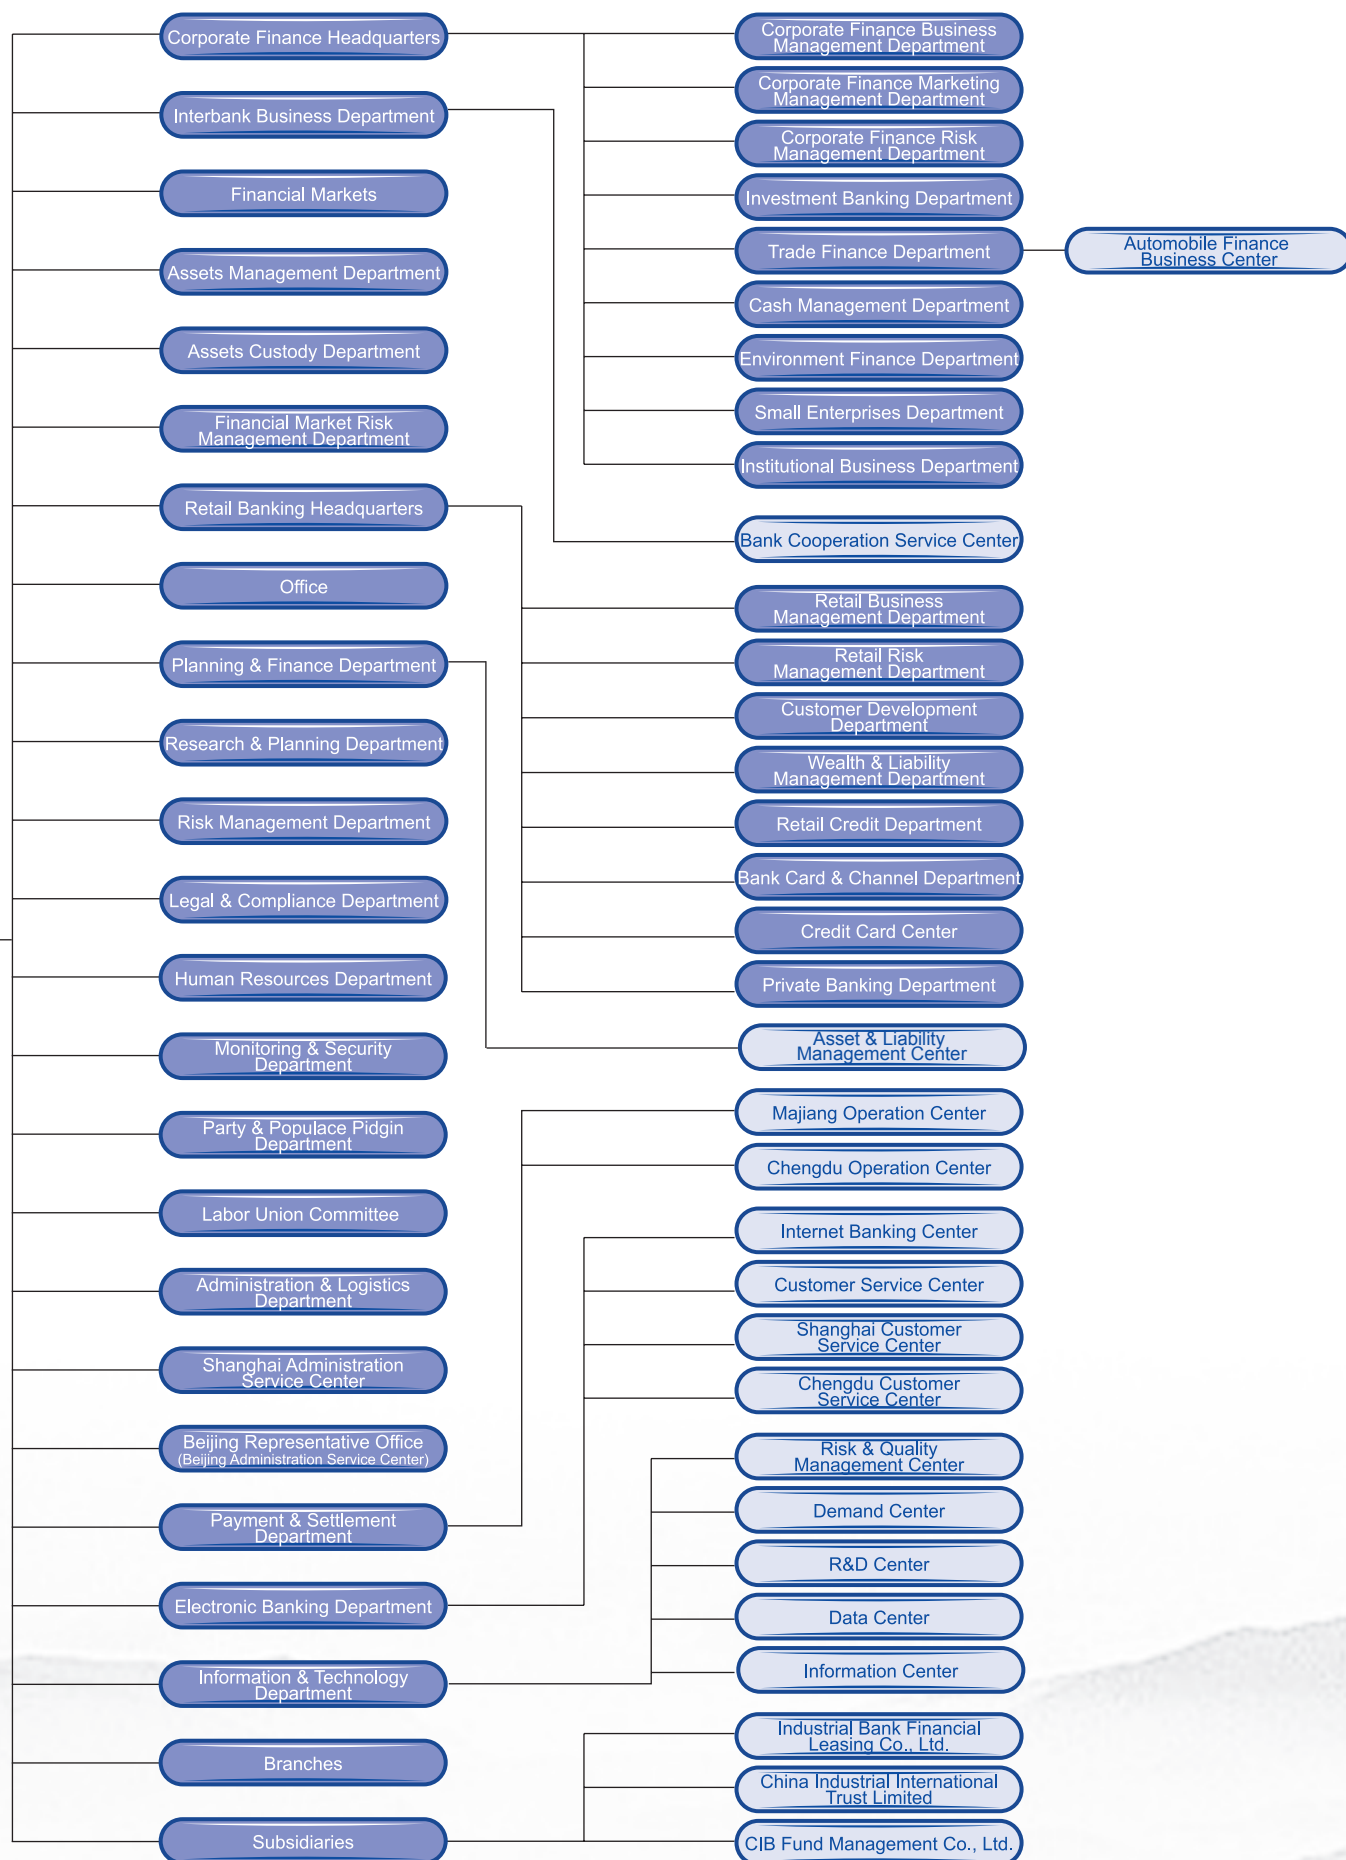 Corporate Finance Headquarters
Interbank Business Department
Financial Markets
Assets Management Department
Assets Custody Department
Financial Market Risk
Management Department
Retail Banking Headquarters
Office
Planning & Finance Department
Research & Planning Department
Risk Management Department
Legal & Compliance Department
Human Resources Department
Monitoring & Security
Department
Party & Populace Pidgin
Department
Labor Union Committee
Administration & Logistics
Department
Shanghai Administration
Service Center
Beijing Representative Office
(Beijing Administration Service Center)
Payment & Settlement
Department
Electronic Banking Department
Information & Technology
Department
Branches
Subsidiaries
Corporate Finance Business
Management Department
Corporate Finance Marketing
Management Department
Corporate Finance Risk
Management Department
Investment Banking Department
Trade Finance Department
Cash Management Department
Environment Finance Department
Small Enterprises Department
Institutional Business Department
Bank Cooperation Service Center
Retail Business
Management Department
Retail Risk
Management Department
Customer Development
Department
Wealth & Liability
Management Department
Retail Credit Department
Bank Card & Channel Department
Credit Card Center
Private Banking Department
Asset & Liability
Management Center
Majiang Operation Center
Chengdu Operation Center
Internet Banking Center
Customer Service Center
Shanghai Customer
Service Center
Chengdu Customer
Service Center
Risk & Quality
Management Center
Demand Center
R&D Center
Data Center
Information Center
Industrial Bank Financial
Leasing Co., Ltd.
China Industrial International
Trust Limited
CIB Fund Management Co., Ltd.
Automobile Finance
Business Center